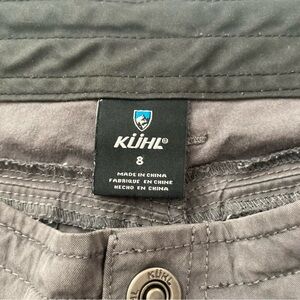 KÜHL®
8
MADE IN CHINA
FABRIQUE EN CHINE
HECHO EN CHINA
KÜHL